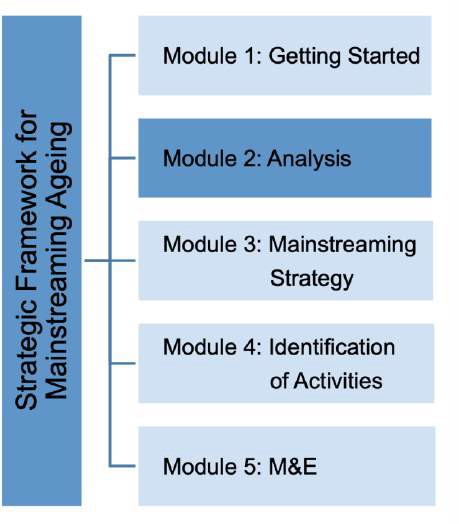 Strategic Framework for
Mainstreaming Ageing
Module 1: Getting Started
Module 2: Analysis
Module 3: Mainstreaming
Strategy
Module 4: Identification
of Activities
Module 5: M&E